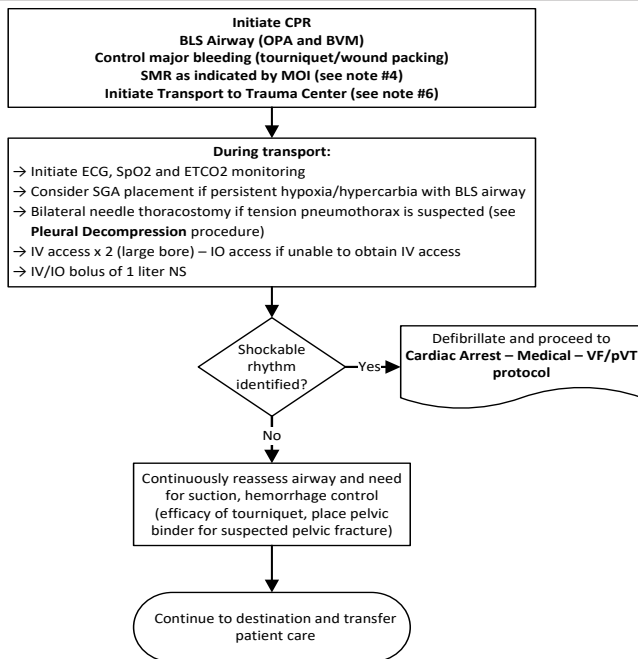 Initiate CPR
BLS Airway (OPA and BVM)
Control major bleeding (tourniquet/wound packing)
SMR as indicated by MOI (see note #4)
Initiate Transport to Trauma Center (see note #6)
During transport:
→ Initiate ECG, SpO2 and ETCO2 monitoring
→ Consider SGA placement if persistent hypoxia/hypercarbia with BLS airway
→ Bilateral needle thoracostomy if tension pneumothorax is suspected (see
Pleural Decompression procedure)
→ IV access x 2 (large bore) – IO access if unable to obtain IV access
→ IV/IO bolus of 1 liter NS
Shockable
rhythm
identified?
Yes
Defibrillate and proceed to
Cardiac Arrest – Medical – VF/pVT
protocol
No
Continuously reassess airway and need
for suction, hemorrhage control
(efficacy of tourniquet, place pelvic
binder for suspected pelvic fracture)
Continue to destination and transfer
patient care